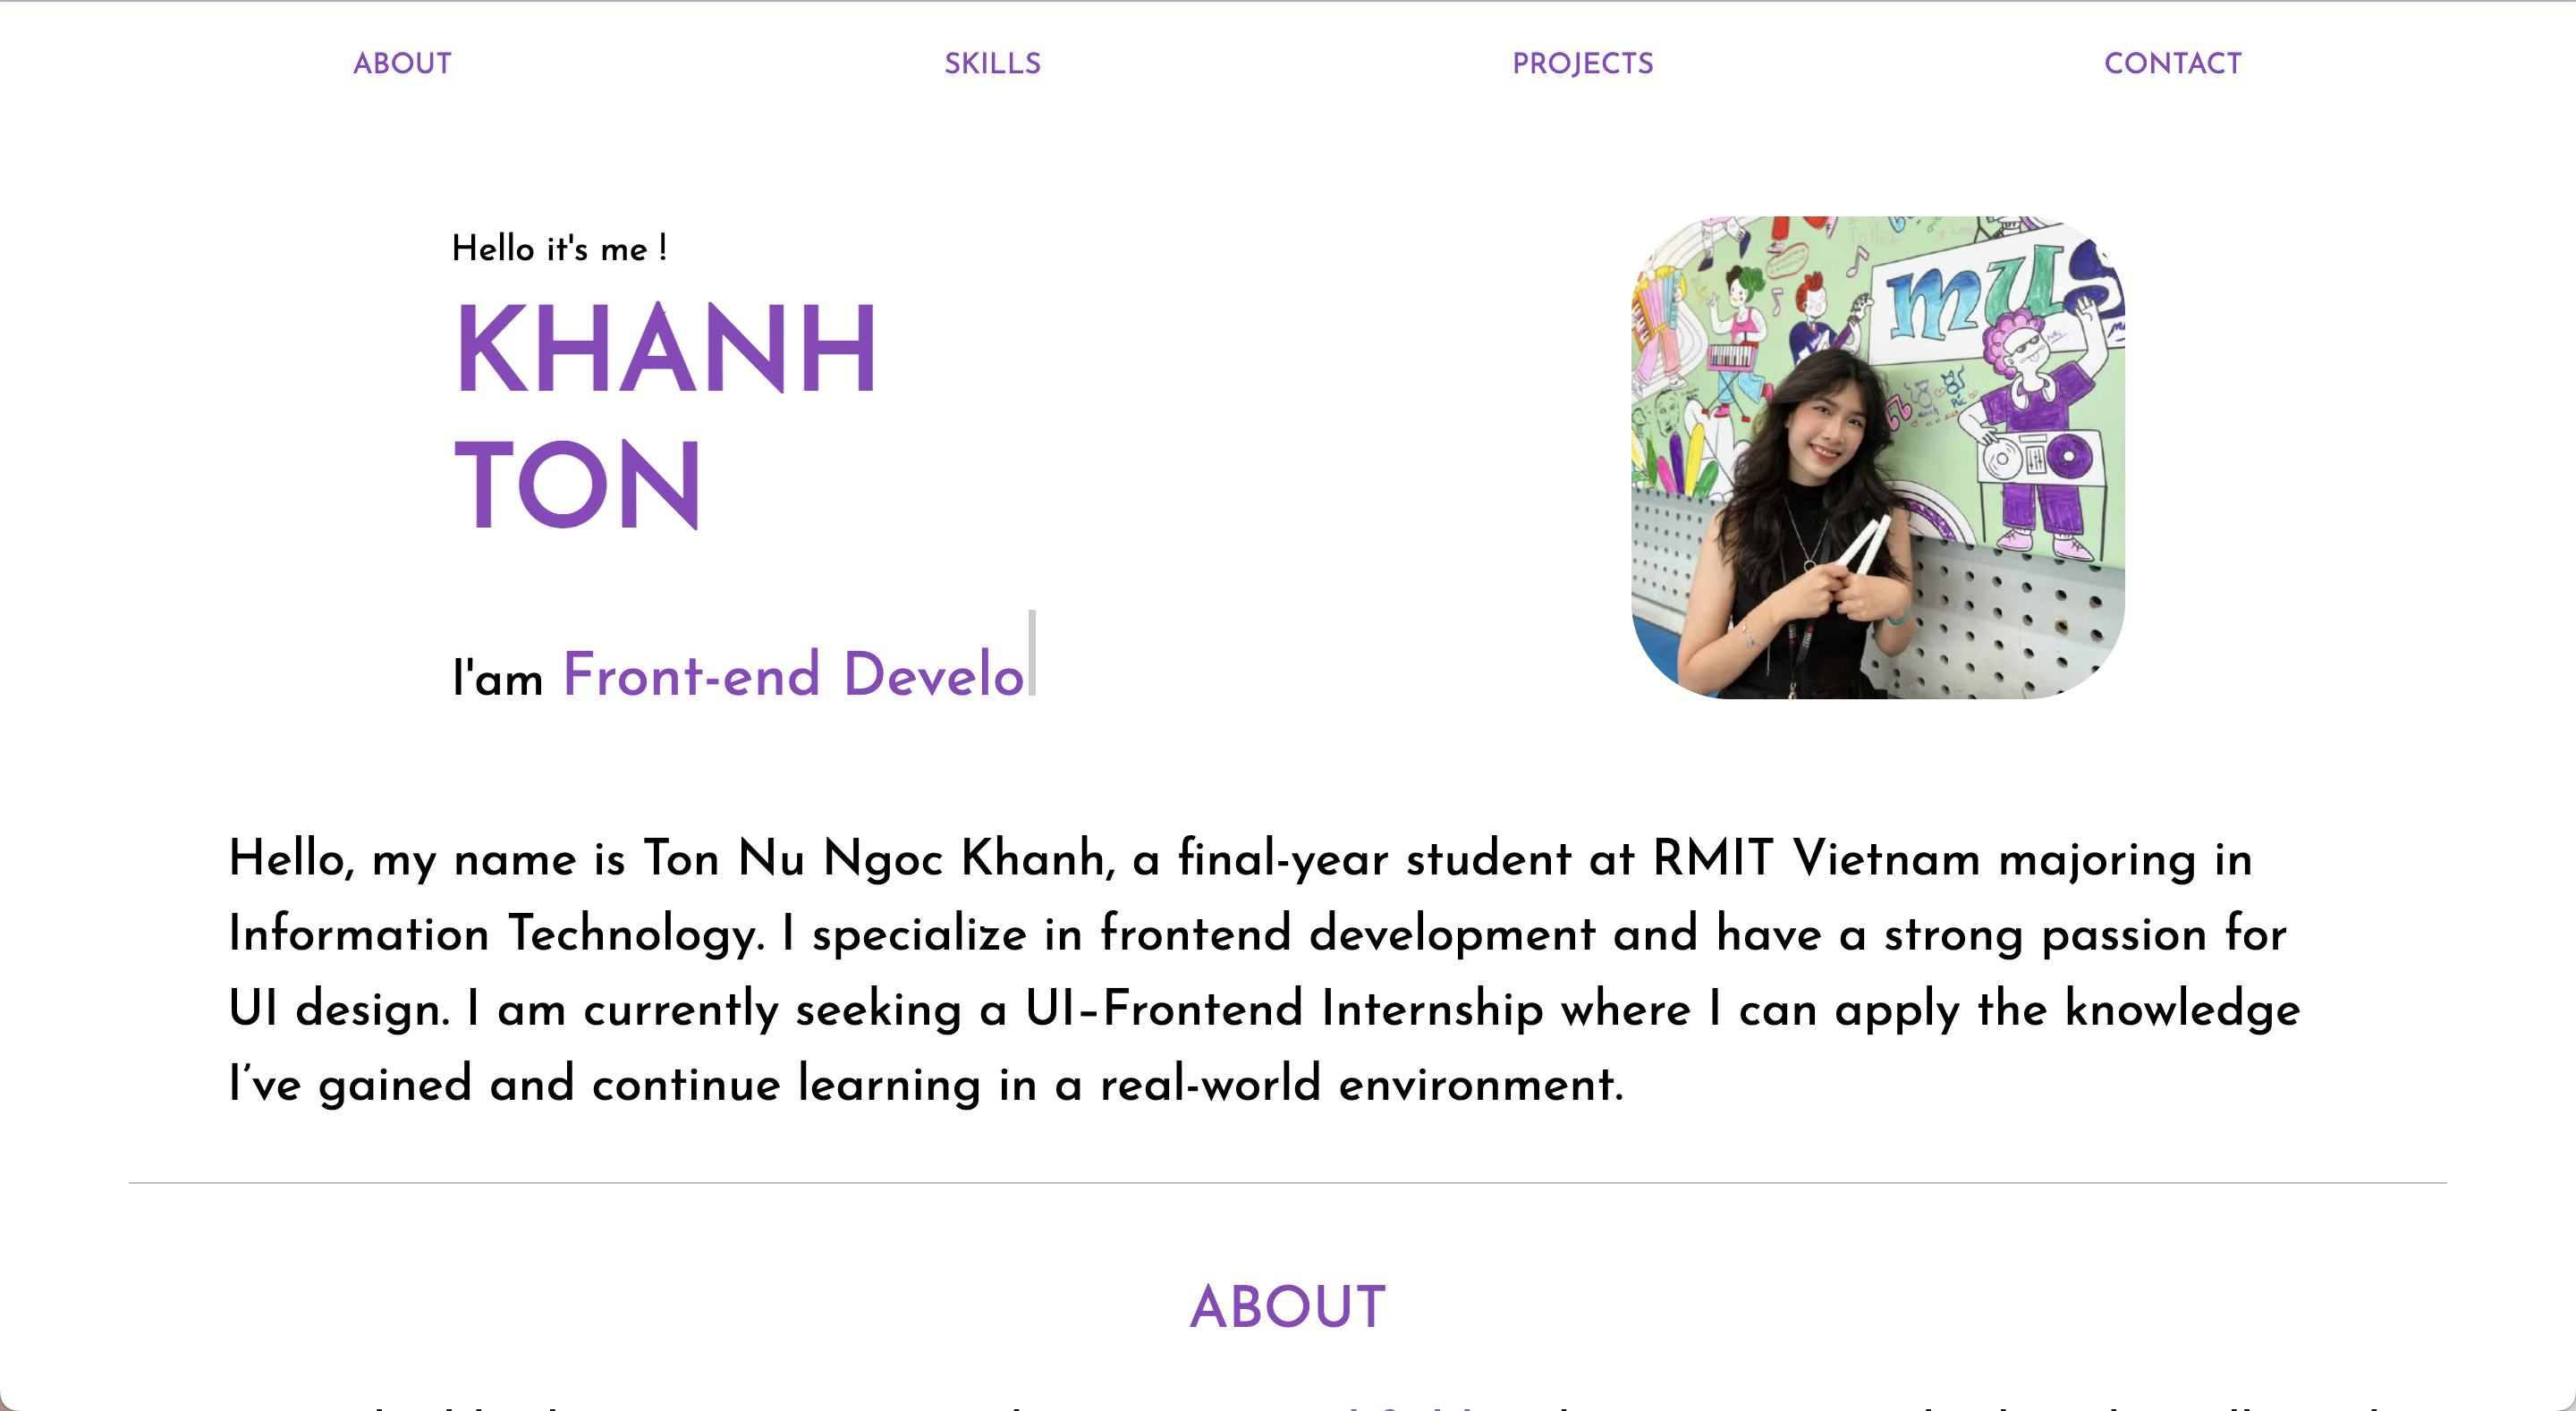 ABOUT SKILLS PROJECTS CONTACT
Hello it's me !
KHANH
TON
I'am Front-end Develo
mus
Hello, my name is Ton Nu Ngoc Khanh, a final-year student at RMIT Vietnam majoring in
Information Technology. I specialize in frontend development and have a strong passion for
UI design. I am currently seeking a UI–Frontend Internship where I can apply the knowledge
I’ve gained and continue learning in a real-world environment.
ABOUT